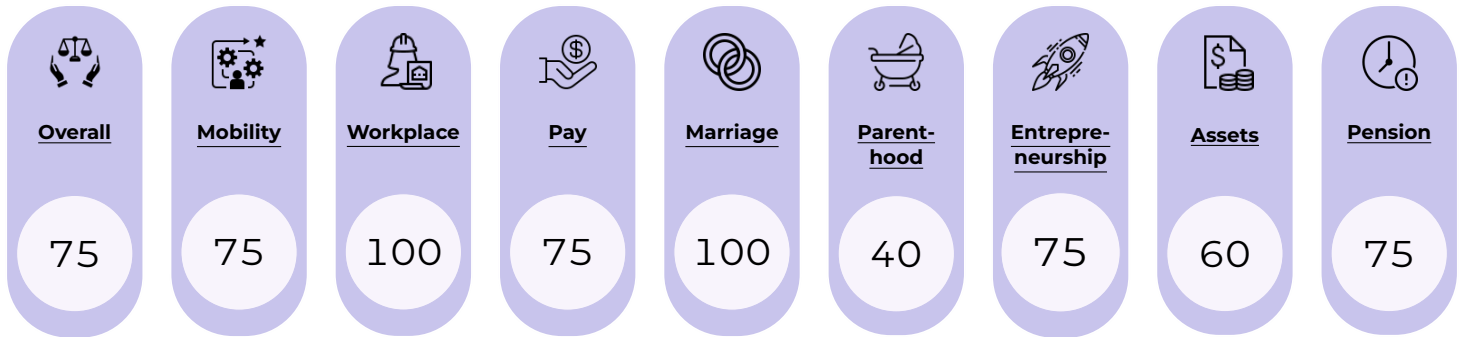 Overall
75
Mobility
75
Workplace
100
Pay
75
Marriage
100
Parent-
hood
40
Entrepre-
neurship
75
Assets
60
Pension
75